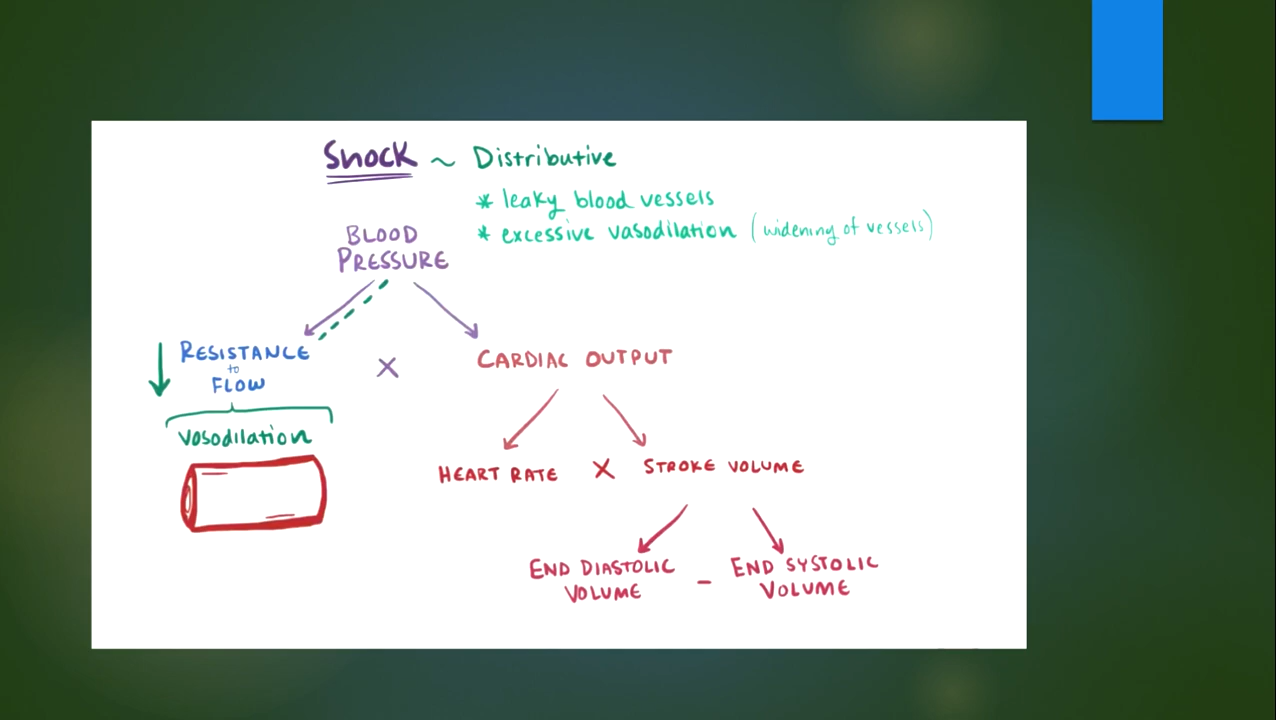 Shock ~ Distributive
* leaky blood vessels
* excessive vasodilation (widening of vessels)
BLOOD
PRESSURE
RESISTANCE
to
FLOW
X
CARDIAC OUTPUT
vasodilation
HEART RATE X STROKE VOLUME
END DIASTOLIC
VOLUME
-
END SYSTOLIC
VOLUME